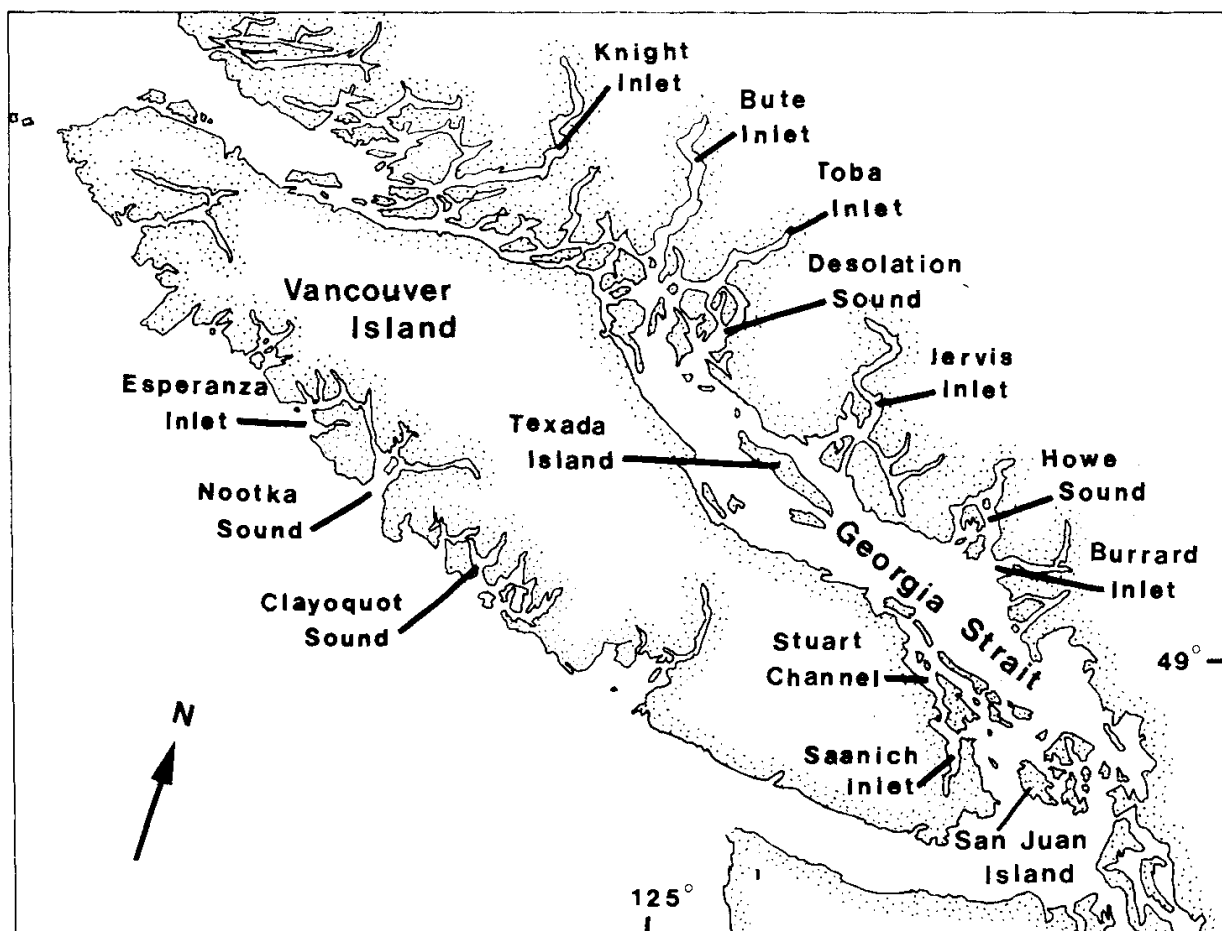 Knight
Inlet
Bute
Inlet
Toba
Inlet
Desolation
Sound
Vancouver
Island
Jervis
Inlet
Esperanza
Inlet
Texada
Island
Howe
Sound
Nootka
Sound
Georgia Strait
Burrard
Inlet
Clayoquot
Sound
Stuart
Channel
49°
N
Saanich
Inlet
San Juan
Island
125°